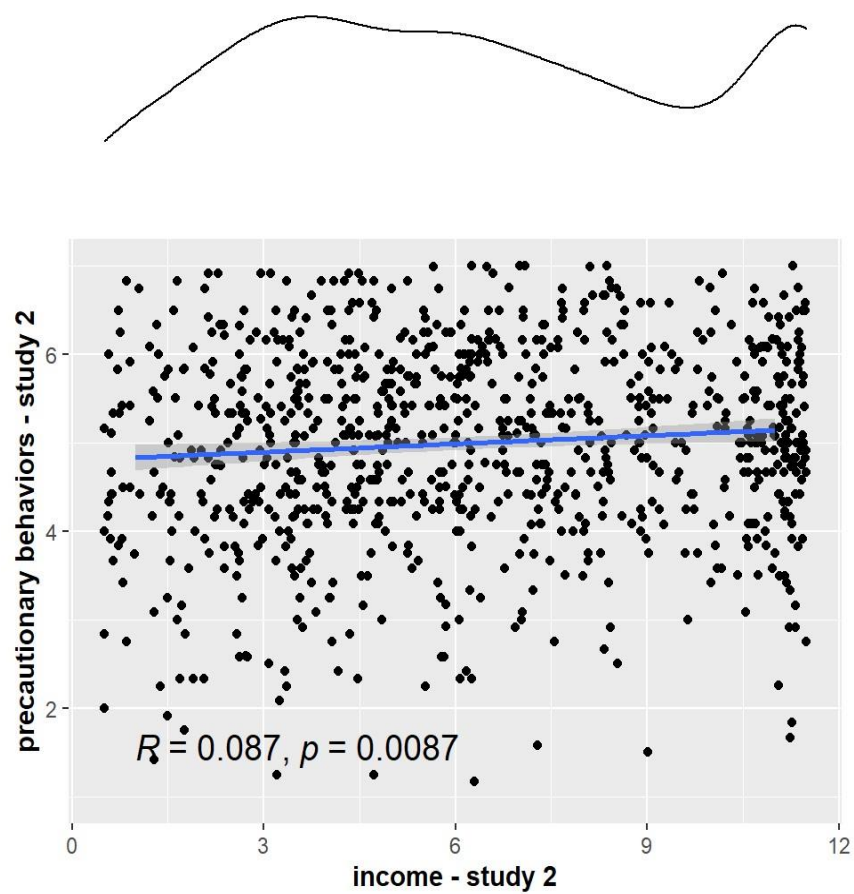 precautionary behaviors - study 2
6
4
2
R = 0.087, p = 0.0087
0 3 6 9 12
income - study 2